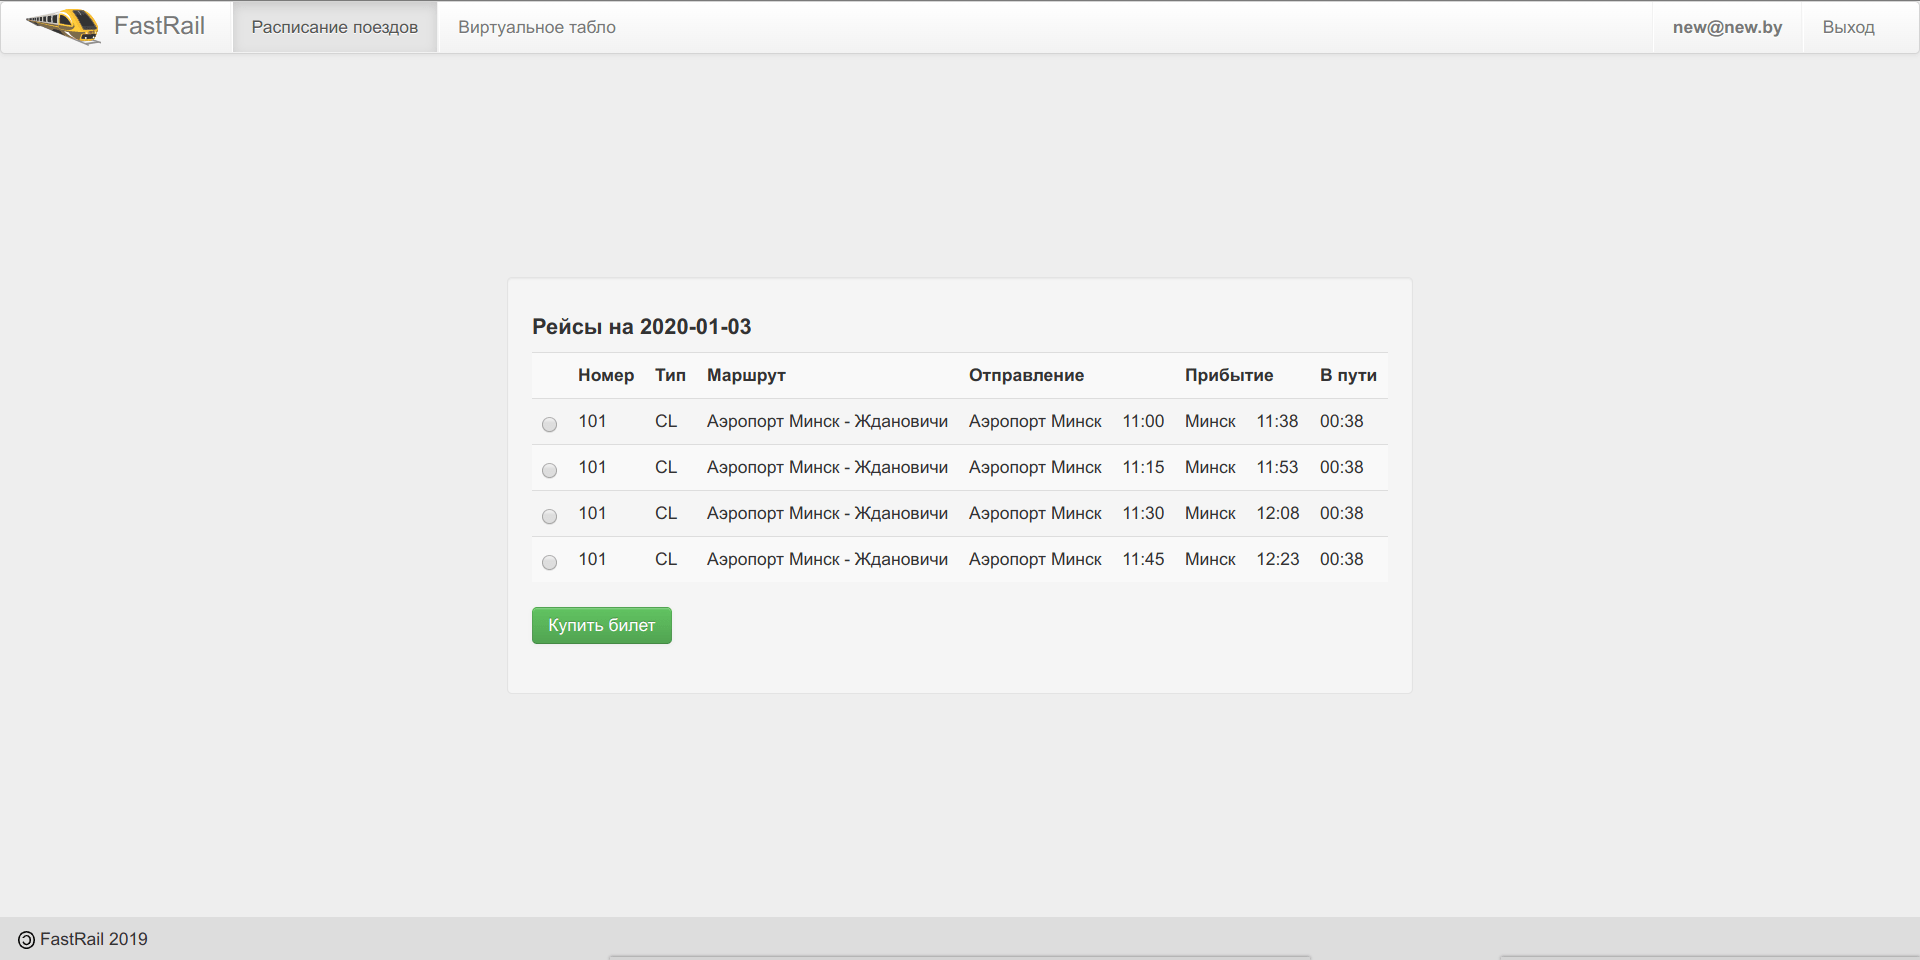 FastRail Расписание поездов Виртуальное табло new@new.by Выход
Рейсы на 2020-01-03
Номер Тип Маршрут Отправление Прибытие В пути
101 CL Аэропорт Минск - Ждановичи Аэропорт Минск 11:00 Минск 11:38 00:38
101 CL Аэропорт Минск - Ждановичи Аэропорт Минск 11:15 Минск 11:53 00:38
101 CL Аэропорт Минск - Ждановичи Аэропорт Минск 11:30 Минск 12:08 00:38
101 CL Аэропорт Минск - Ждановичи Аэропорт Минск 11:45 Минск 12:23 00:38
Купить билет
🄯 FastRail 2019